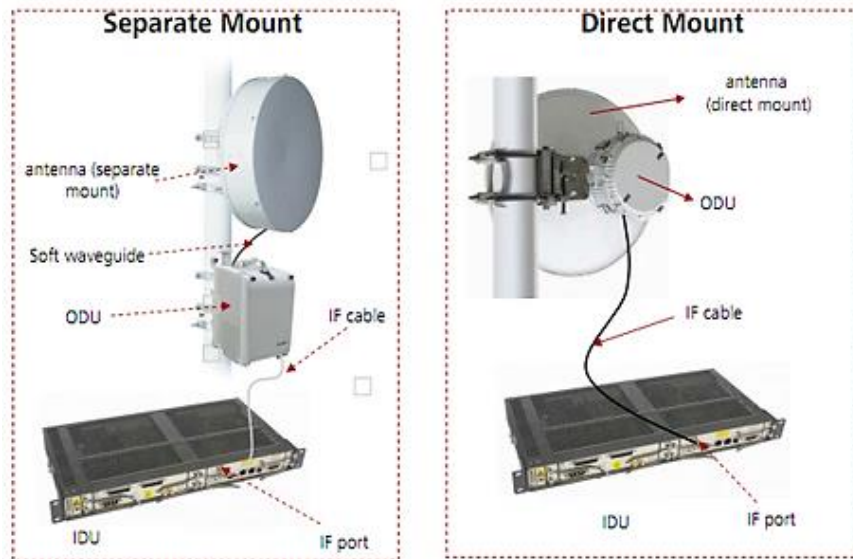 Separate Mount
antenna (separate
mount)
Soft waveguide
ODU
IF cable
IDU
IF port
Direct Mount
antenna
(direct mount)
ODU
IF cable
IDU
IF port